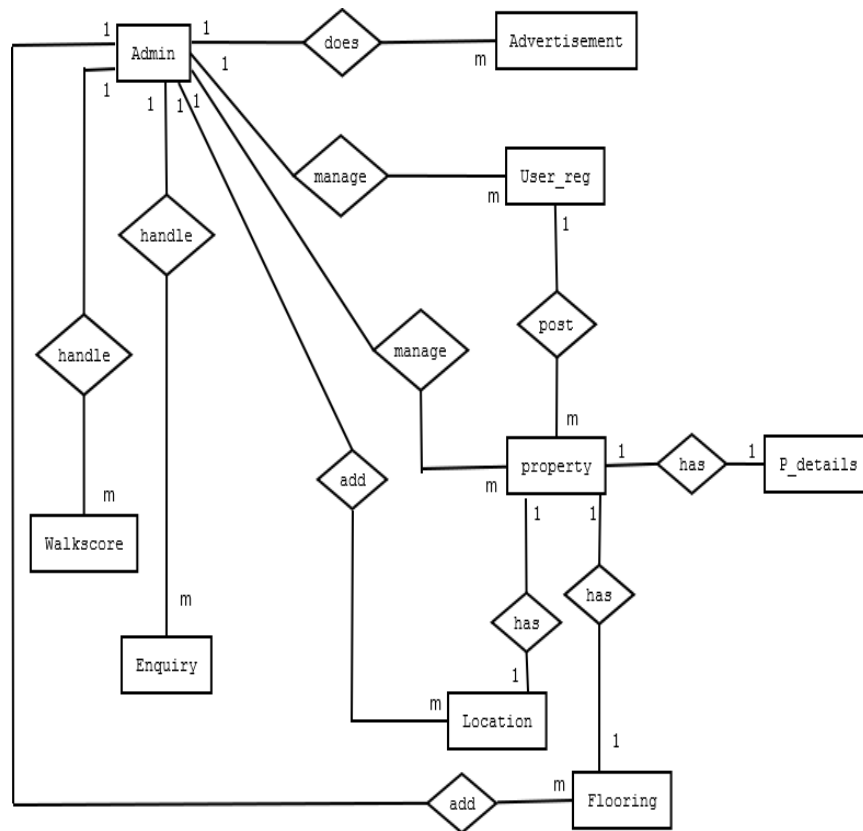 1
Admin
1
does
Advertisement
m
1
1
1
1
1
manage
User_reg
m
1
handle
post
handle
manage
m
property
1
has
1
P_details
m
add
1
1
m
Walkscore
has
has
m
Enquiry
1
m
Location
1
add
m
Flooring